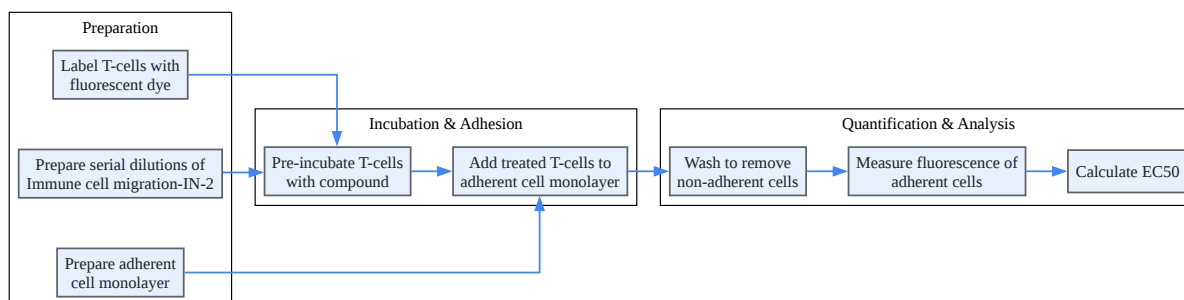 Preparation
Label T-cells with
fluorescent dye
Prepare serial dilutions of
Immune cell migration-IN-2
Prepare adherent
cell monolayer
Incubation & Adhesion
Pre-incubate T-cells
with compound
Add treated T-cells to
adherent cell monolayer
Quantification & Analysis
Wash to remove
non-adherent cells
Measure fluorescence of
adherent cells
Calculate EC50